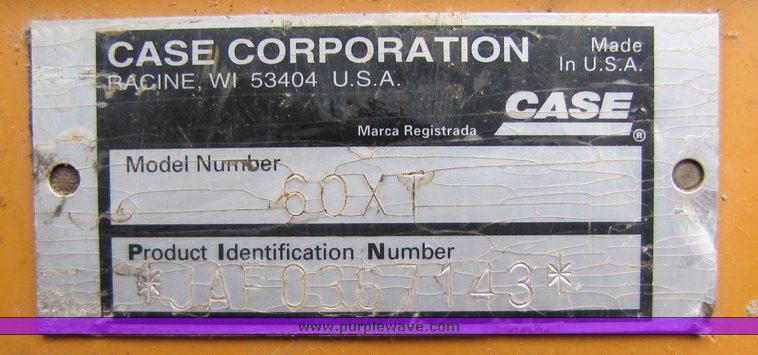 CASE CORPORATION
RACINE, WI 53404 U.S.A.
Made
In U.S.A.
CASE
®
Marca Registrada
Model Number
60XT
Product Identification Number
*JAF0367143*
www.purplewave.com